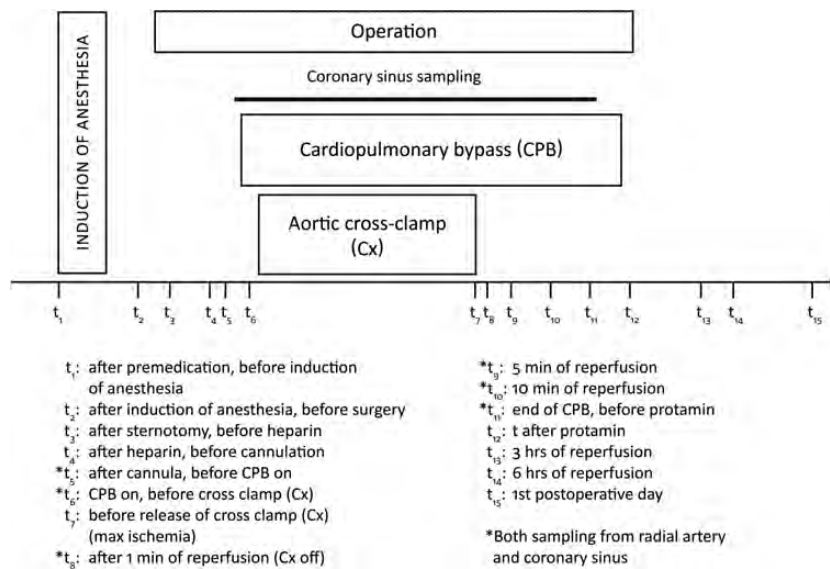 INDUCTION OF ANESTHESIA
Operation
Coronary sinus sampling
Cardiopulmonary bypass (CPB)
Aortic cross-clamp
(Cx)
t₁ t₂ t₃ t₄ t₅ t₆ t₇ t₈ t₉ t₁₀ t₁₁ t₁₂ t₁₃ t₁₄ t₁₅
t₁: after premedication, before induction
of anesthesia
t₂: after induction of anesthesia, before surgery
t₃: after sternotomy, before heparin
t₄: after heparin, before cannulation
*t₅: after cannula, before CPB on
*t₆: CPB on, before cross clamp (Cx)
t₇: before release of cross clamp (Cx)
(max ischemia)
*t₈: after 1 min of reperfusion (Cx off)
*t₉: 5 min of reperfusion
*t₁₀: 10 min of reperfusion
*t₁₁: end of CPB, before protamin
t₁₂: t after protamin
t₁₃: 3 hrs of reperfusion
t₁₄: 6 hrs of reperfusion
t₁₅: 1st postoperative day
*Both sampling from radial artery
and coronary sinus